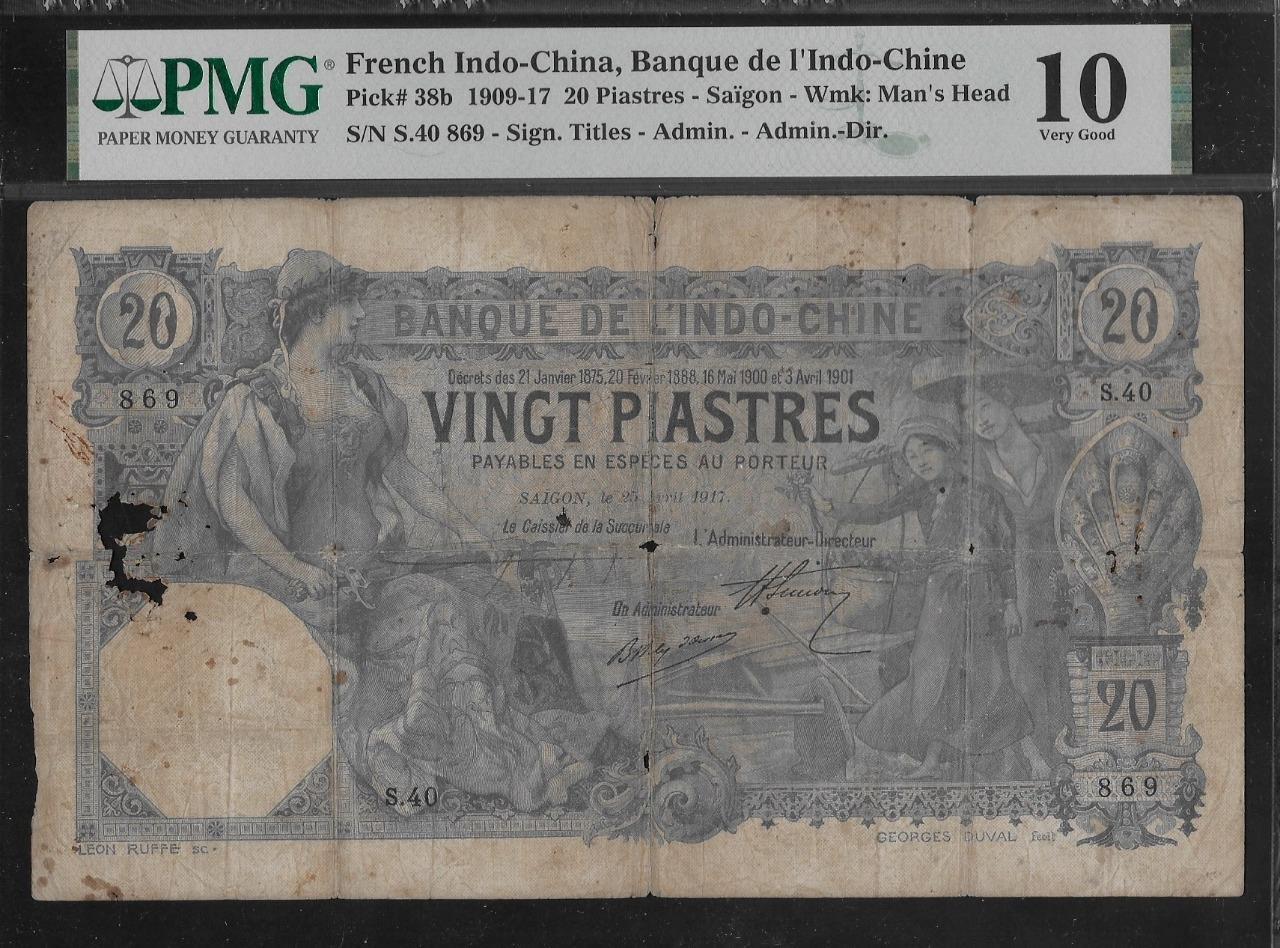 PMG®
PAPER MONEY GUARANTY
French Indo-China, Banque de l'Indo-Chine
Pick# 38b 1909-17 20 Piastres - Saïgon - Wmk: Man's Head
S/N S.40 869 - Sign. Titles - Admin. - Admin.-Dir.
10
Very Good
20
20
BANQUE DE L'INDO-CHINE
869
S.40
Décrets des 21 Janvier 1875, 20 Février 1888, 16 Mai 1900 et 3 Avril 1901
VINGT PIASTRES
PAYABLES EN ESPÈCES AU PORTEUR
SAÏGON, le 25 Avril 1917.
Le Caissier de la Succursale
L'Administrateur-Directeur
Un Administrateur
20
S.40
869
LEON RUFFE sc.
GEORGES DUVAL fecit